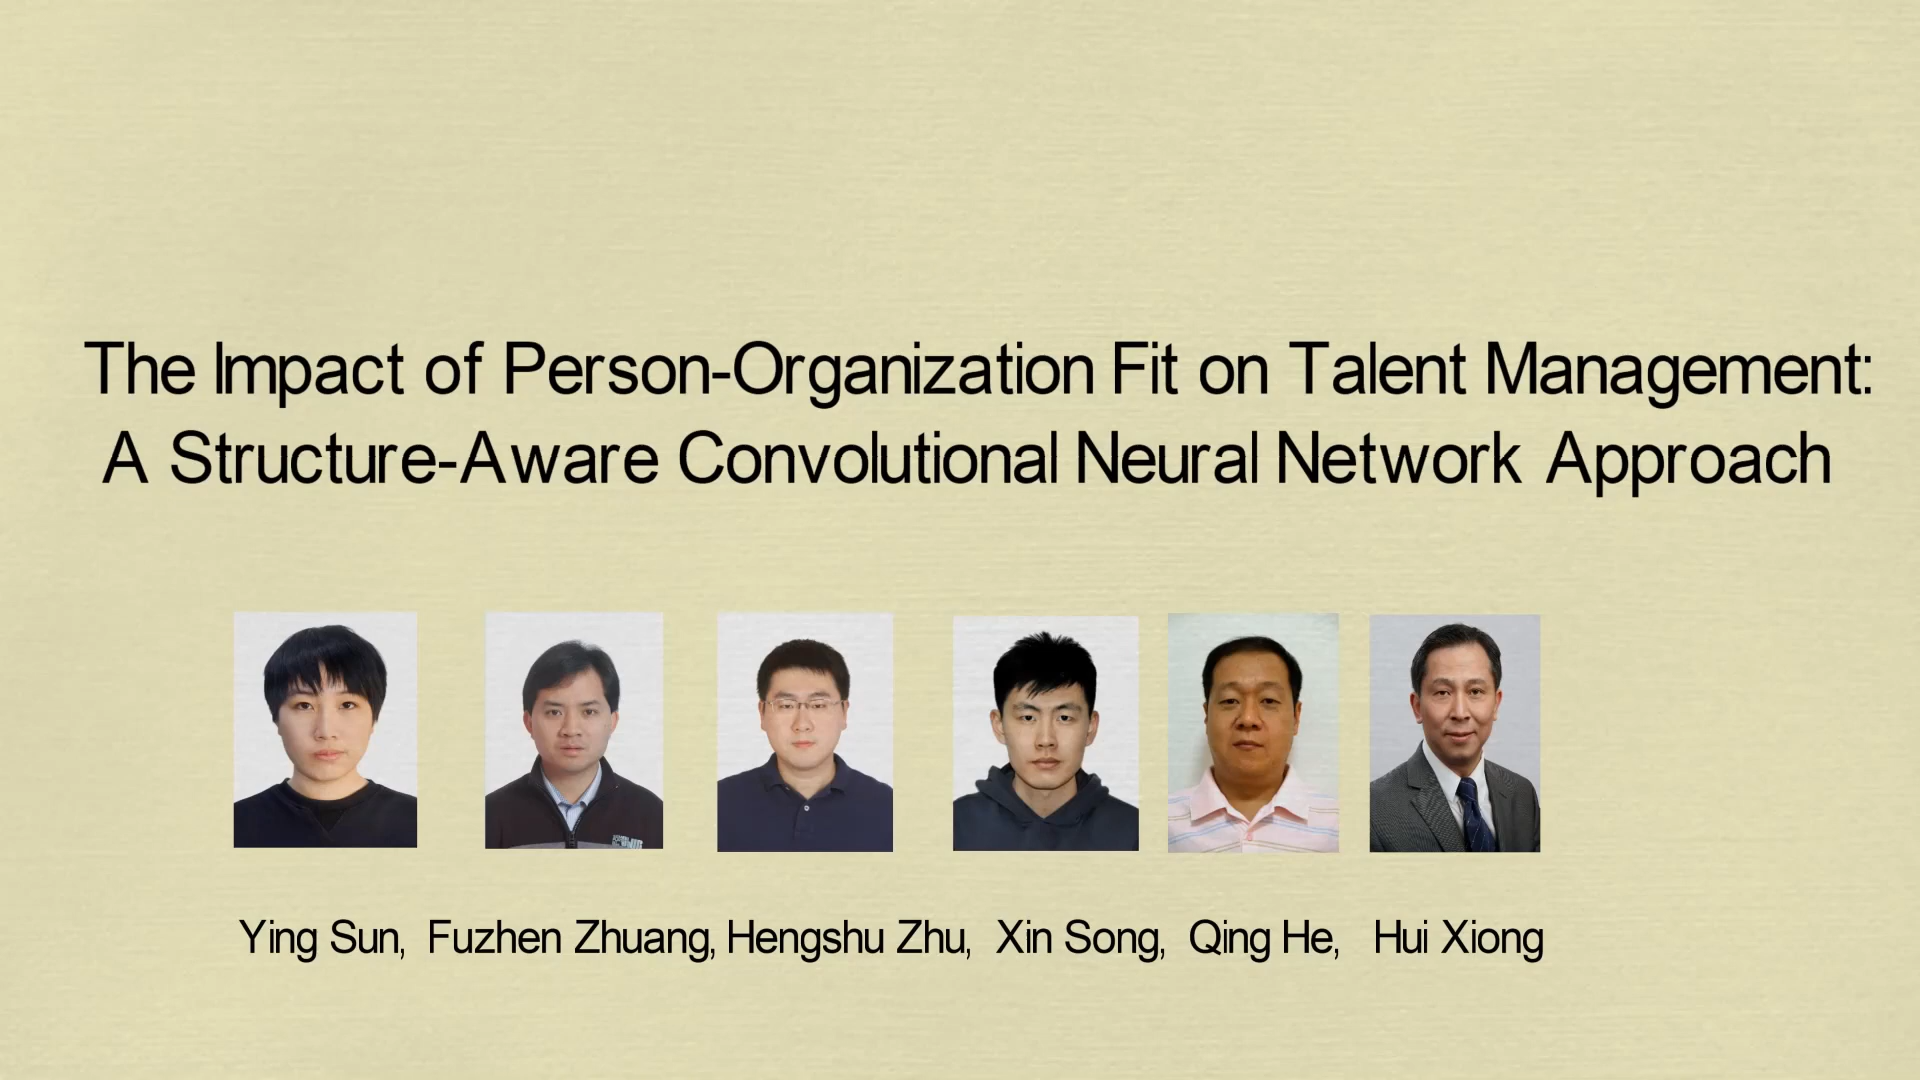 The Impact of Person-Organization Fit on Talent Management:
A Structure-Aware Convolutional Neural Network Approach
Ying Sun, Fuzhen Zhuang, Hengshu Zhu, Xin Song, Qing He, Hui Xiong